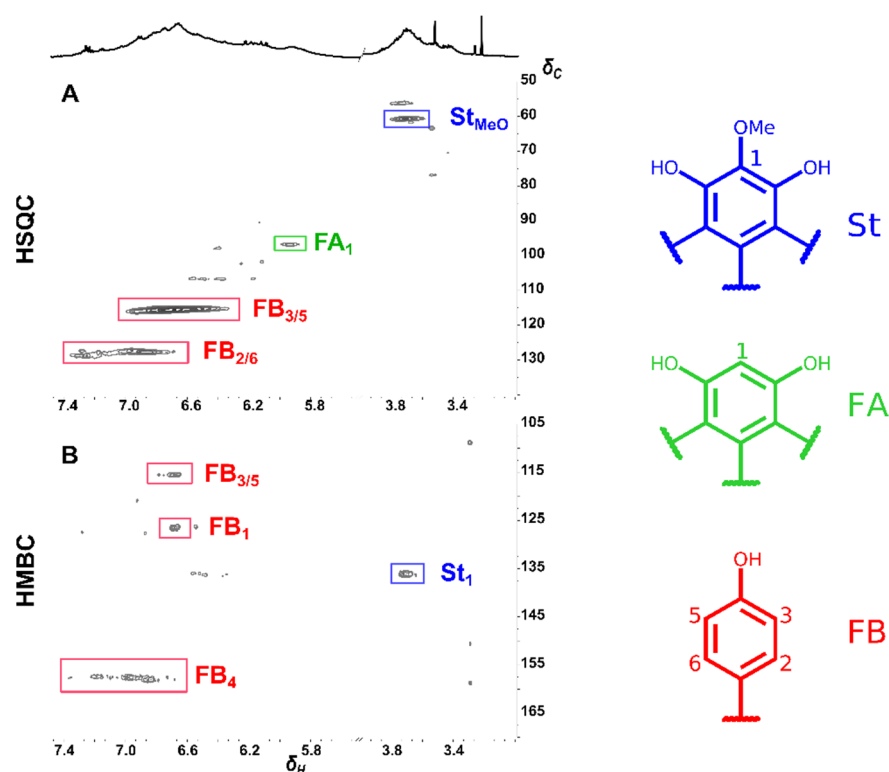 δC
A
HSQC
50
60
70
80
90
100
110
120
130
StMeO
FA1
FB3/5
FB2/6
7.4 7.0 6.6 6.2 5.8 3.8 3.4
B
HMBC
105
115
125
135
145
155
165
FB3/5
FB1
St1
FB4
7.4 7.0 6.6 6.2 5.8 3.8 3.4
δH
OMe
HO 1 OH
St
1
HO OH
FA
OH
5 3
6 2
FB